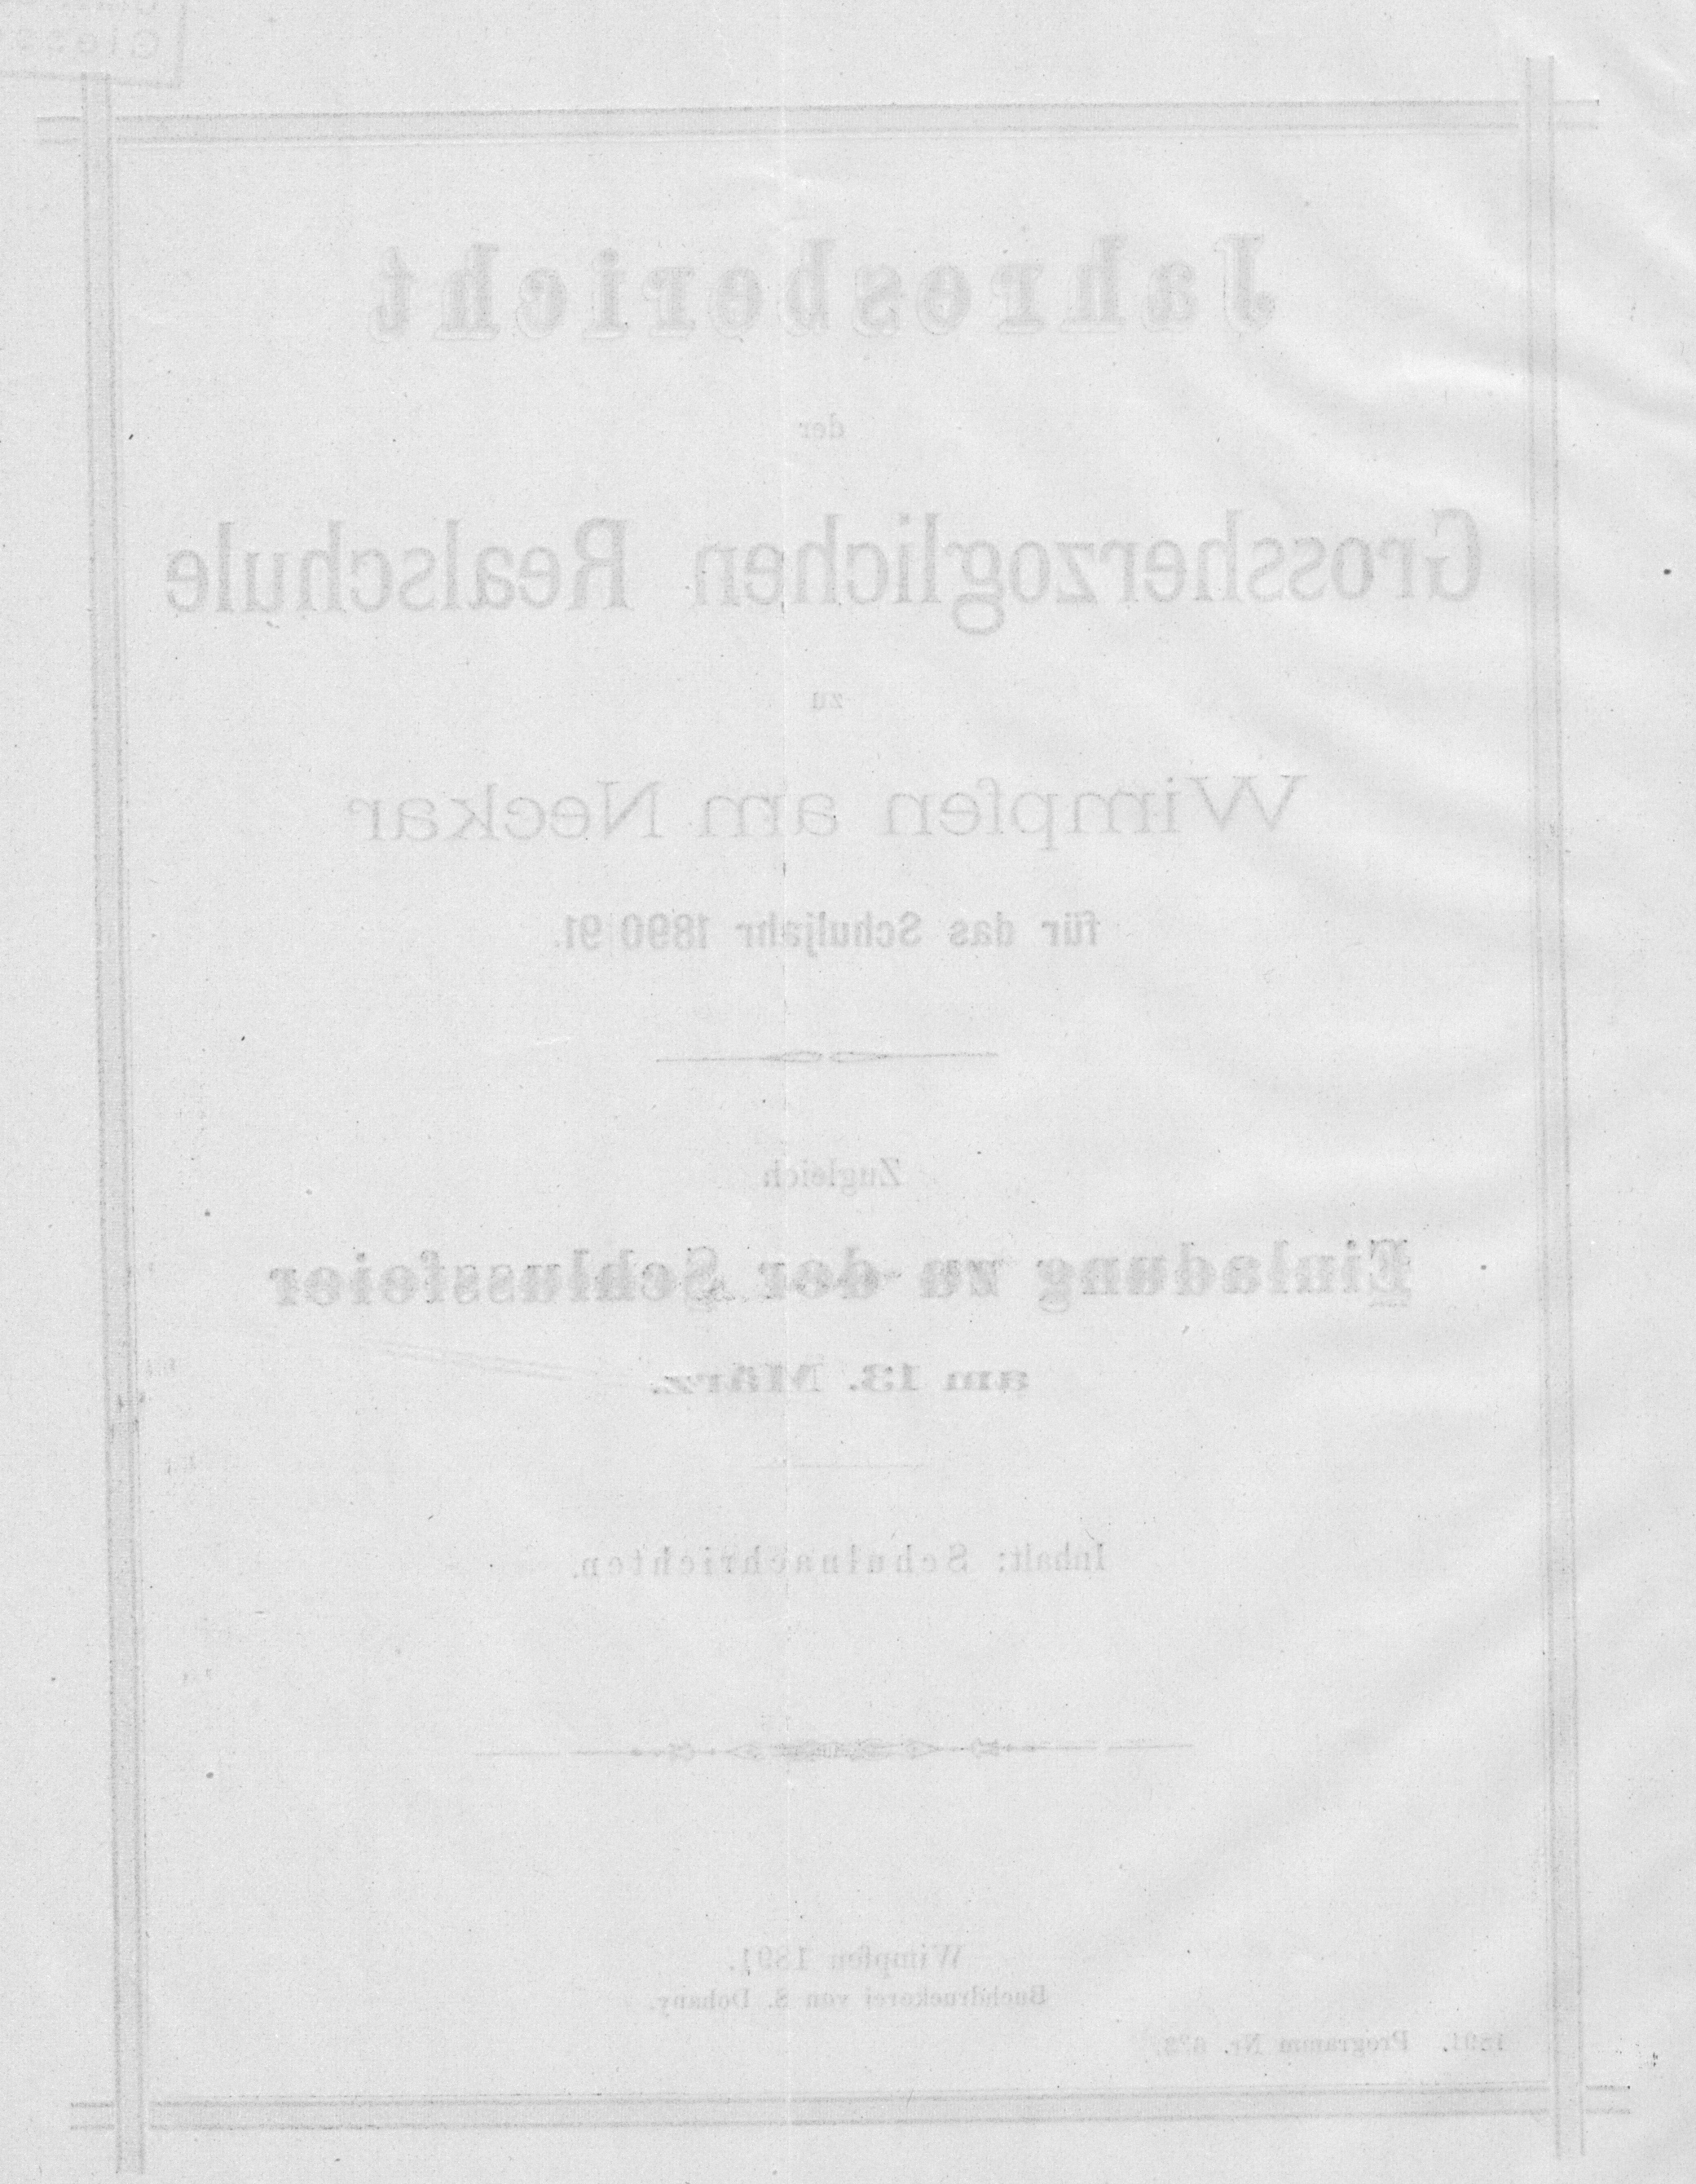 Jahresbericht
der
Grossherzoglichen Realschule
zu
Wimpfen am Neckar
für das Schuljahr 1890|91.
Zugleich
Einladung zu der Schlussfeier
am 13. März.
Inhalt: Schulnachrichten.
Wimpfen 1891.
Buchdruckerei von S. Dohany.
1891. Programm Nr.